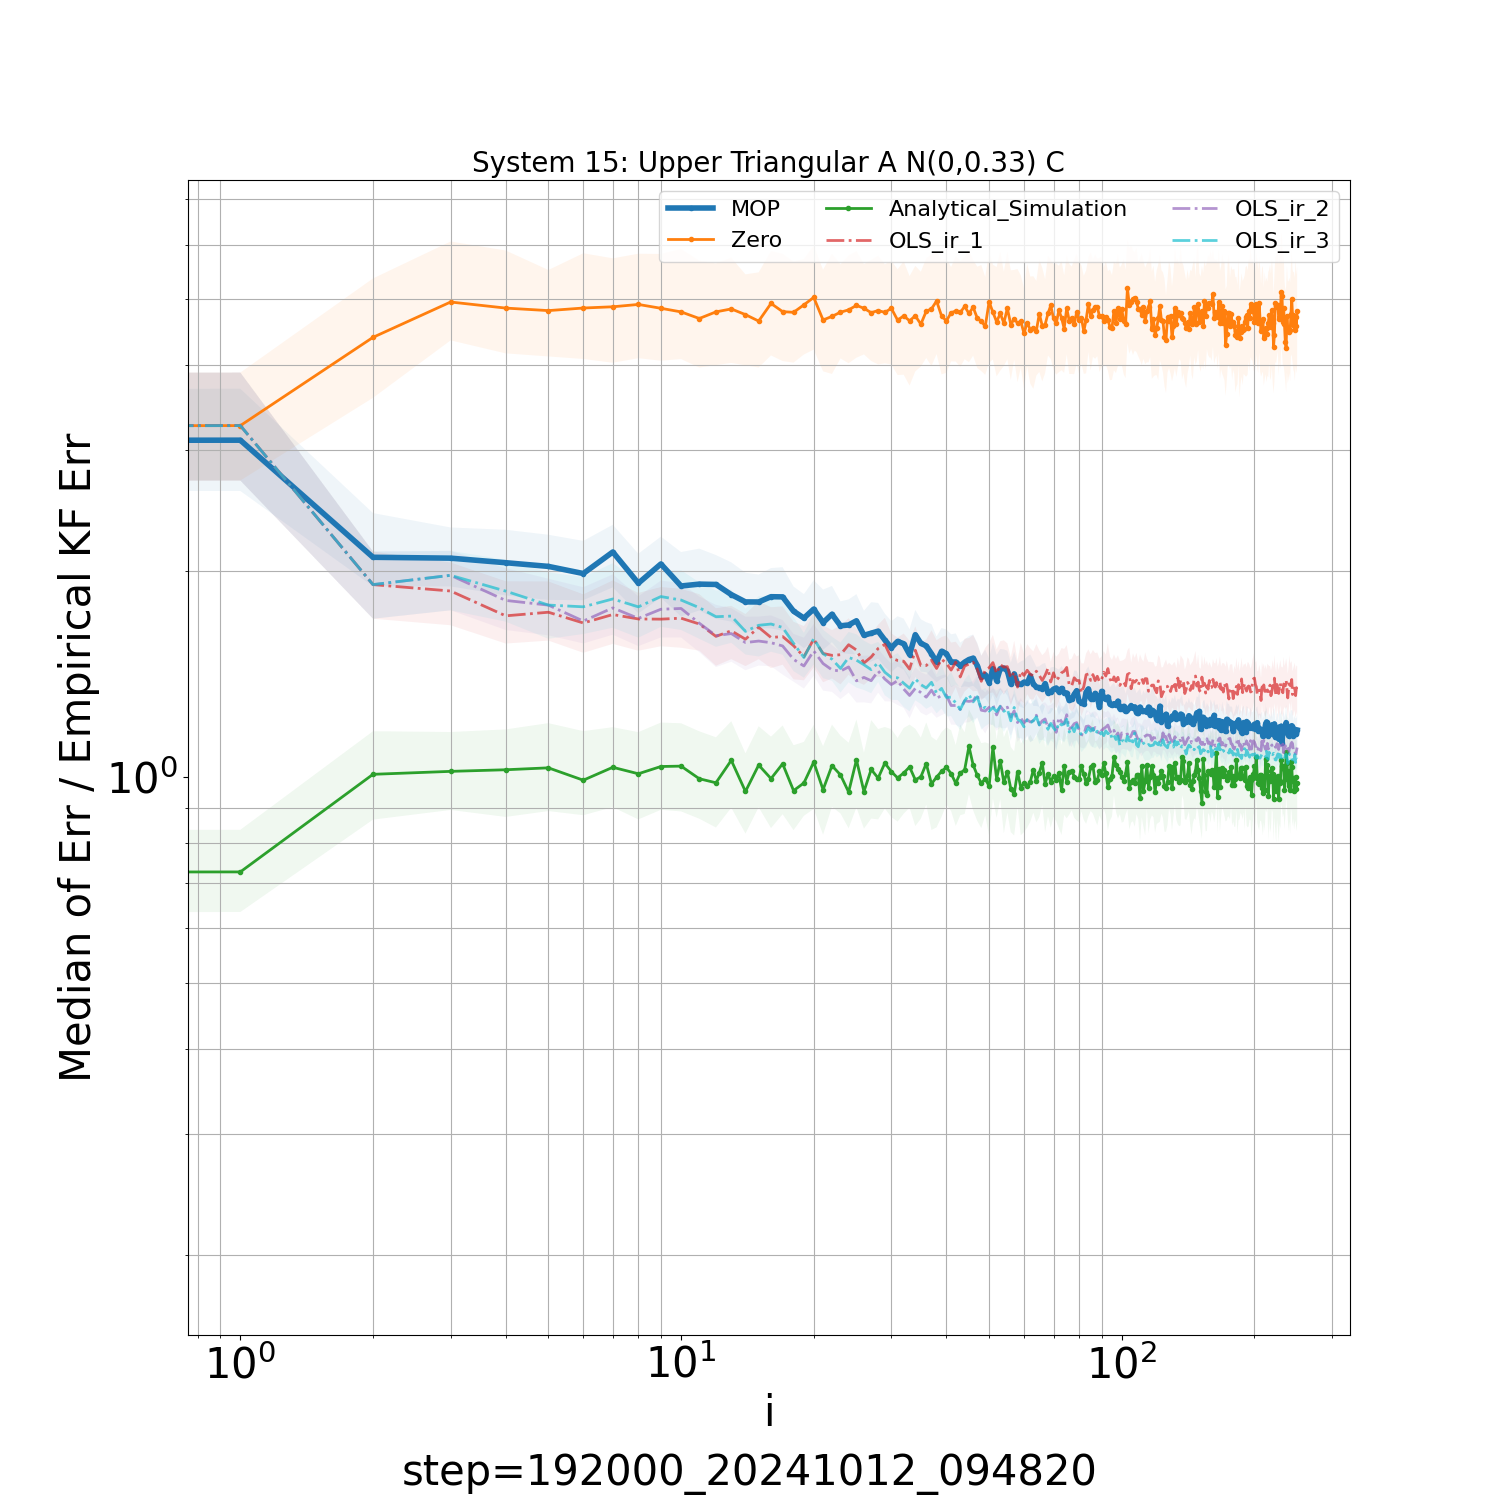 System 15: Upper Triangular A N(0,0.33) C
MOP
Zero
Analytical_Simulation
OLS_ir_1
OLS_ir_2
OLS_ir_3
Median of Err / Empirical KF Err
10⁰
10⁰
10¹
10²
i
step=192000_20241012_094820